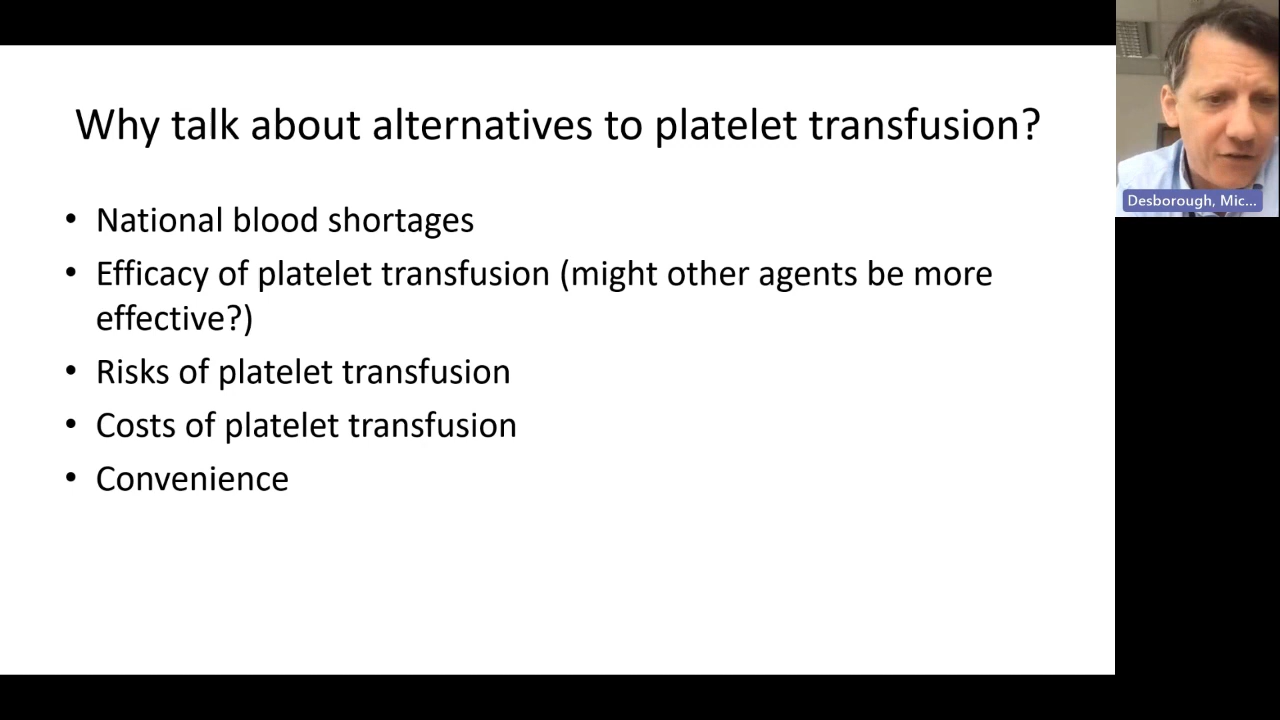 Why talk about alternatives to platelet transfusion?
• National blood shortages
• Efficacy of platelet transfusion (might other agents be more
effective?)
• Risks of platelet transfusion
• Costs of platelet transfusion
• Convenience
Desborough, Mic...